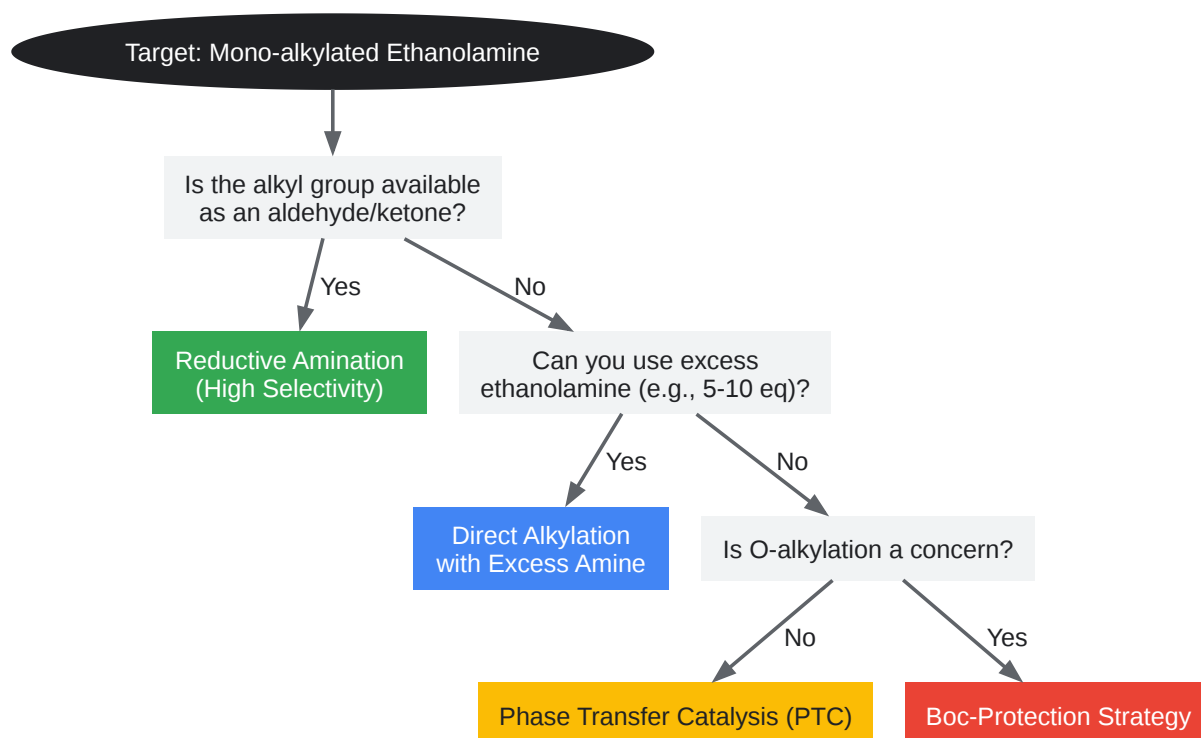 Target: Mono-alkylated Ethanolamine
Is the alkyl group available
as an aldehyde/ketone?
Yes
No
Reductive Amination
(High Selectivity)
Can you use excess
ethanolamine (e.g., 5-10 eq)?
Yes
No
Direct Alkylation
with Excess Amine
Is O-alkylation a concern?
No
Yes
Phase Transfer Catalysis (PTC)
Boc-Protection Strategy